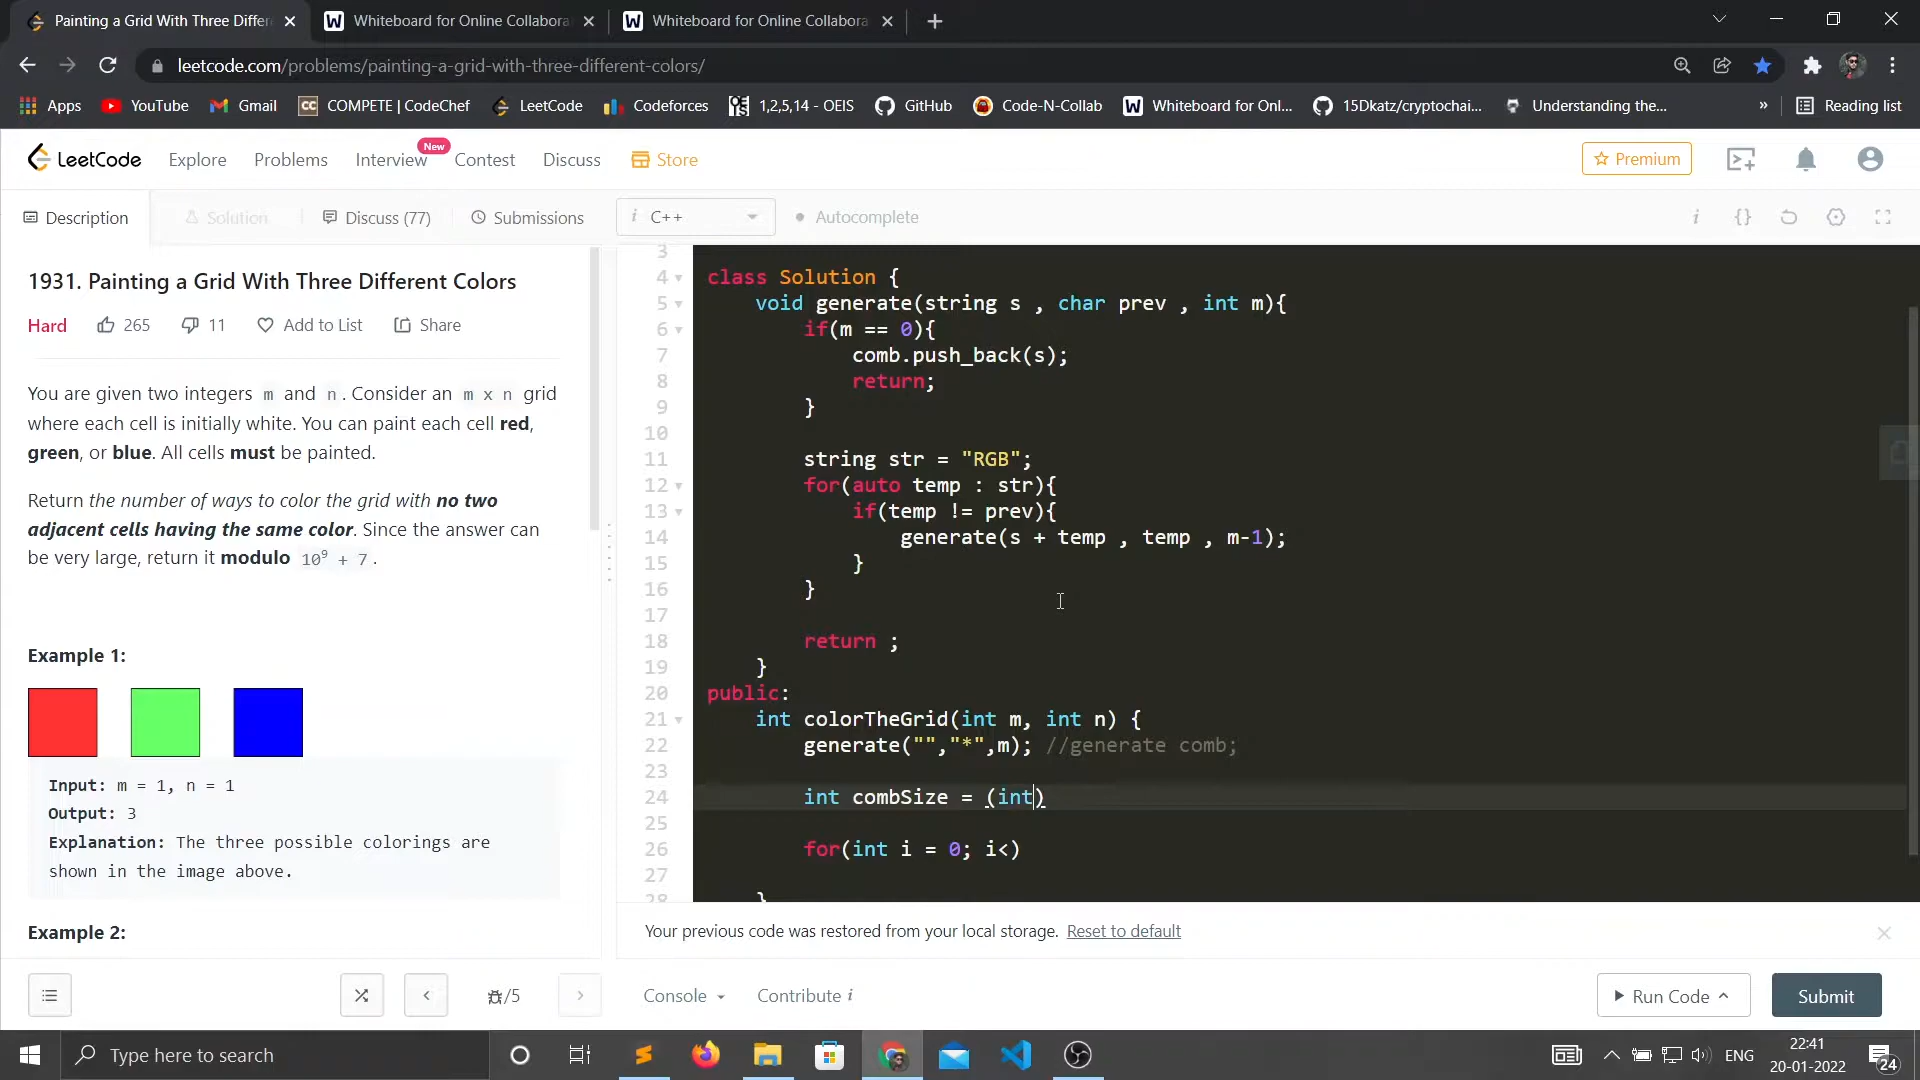 Painting a Grid With Three Differ
Whiteboard for Online Collabora
Whiteboard for Online Collabora
leetcode.com/problems/painting-a-grid-with-three-different-colors/
Apps
YouTube
Gmail
CC COMPETE | CodeChef
LeetCode
Codeforces
1,2,5,14 - OEIS
GitHub
Code-N-Collab
Whiteboard for Onl...
15Dkatz/cryptochai...
Understanding the...
»
Reading list
LeetCode
Explore
Problems
Interview
New
Contest
Discuss
Store
Premium
Description
Solution
Discuss (77)
Submissions
i C++
Autocomplete
i {}
1931. Painting a Grid With Three Different Colors
Hard
265
11
Add to List
Share
You are given two integers m and n. Consider an m x n grid
where each cell is initially white. You can paint each cell red,
green, or blue. All cells must be painted.
Return the number of ways to color the grid with no two
adjacent cells having the same color. Since the answer can
be very large, return it modulo 10⁹ + 7.
Example 1:
Input: m = 1, n = 1
Output: 3
Explanation: The three possible colorings are
shown in the image above.
Example 2:
3
4 class Solution {
5 void generate(string s , char prev , int m){
6 if(m == 0){
7 comb.push_back(s);
8 return;
9 }
10
11 string str = "RGB";
12 for(auto temp : str){
13 if(temp != prev){
14 generate(s + temp , temp , m-1);
15 }
16 }
17
18 return ;
19 }
20 public:
21 int colorTheGrid(int m, int n) {
22 generate("","*",m); //generate comb;
23
24 int combSize = (int)
25
26 for(int i = 0; i<)
27
28 }
Your previous code was restored from your local storage. Reset to default
/5
Console
Contribute i
Run Code
Submit
Type here to search
ENG
22:41
20-01-2022
24